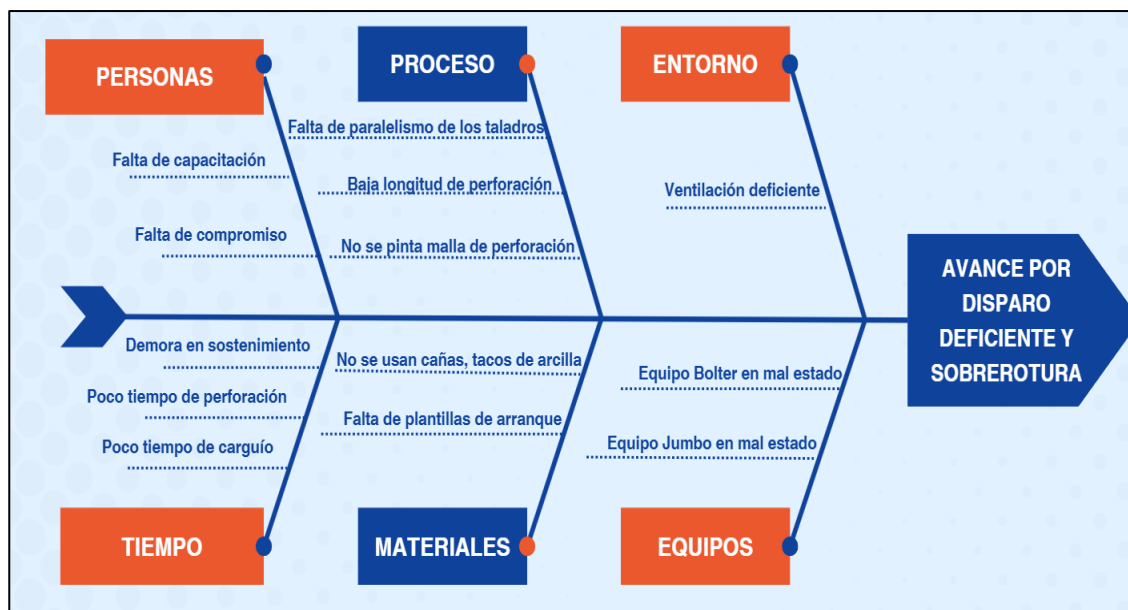 PERSONAS
PROCESO
ENTORNO
Falta de paralelismo de los taladros
Falta de capacitación
Baja longitud de perforación
Ventilación deficiente
Falta de compromiso
No se pinta malla de perforación
AVANCE POR
DISPARO
DEFICIENTE Y
SOBREROTURA
Demora en sostenimiento
No se usan cañas, tacos de arcilla
Equipo Bolter en mal estado
Poco tiempo de perforación
Falta de plantillas de arranque
Poco tiempo de carguío
Equipo Jumbo en mal estado
TIEMPO
MATERIALES
EQUIPOS